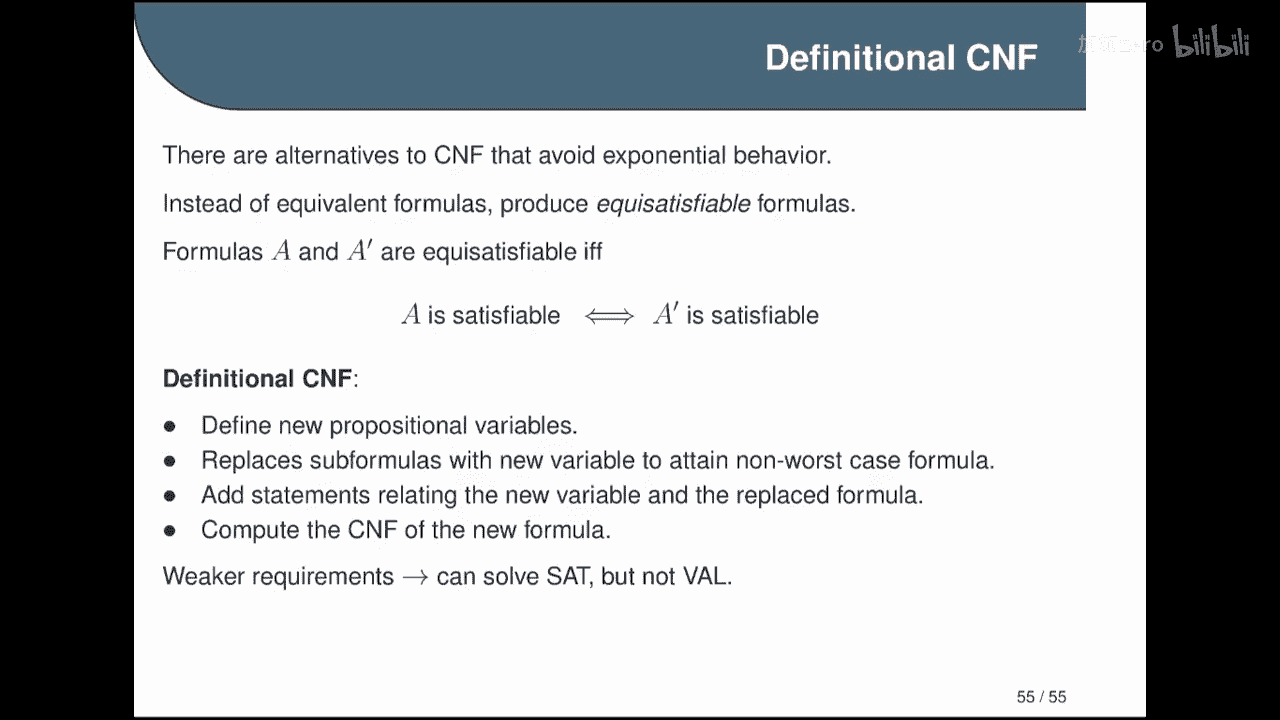 Definitional CNF
bilibili
There are alternatives to CNF that avoid exponential behavior.
Instead of equivalent formulas, produce equisatisfiable formulas.
Formulas A and A′ are equisatisfiable iff
A is satisfiable ⟺ A′ is satisfiable
Definitional CNF:
● Define new propositional variables.
● Replaces subformulas with new variable to attain non-worst case formula.
● Add statements relating the new variable and the replaced formula.
● Compute the CNF of the new formula.
Weaker requirements → can solve SAT, but not VAL.
55 / 55